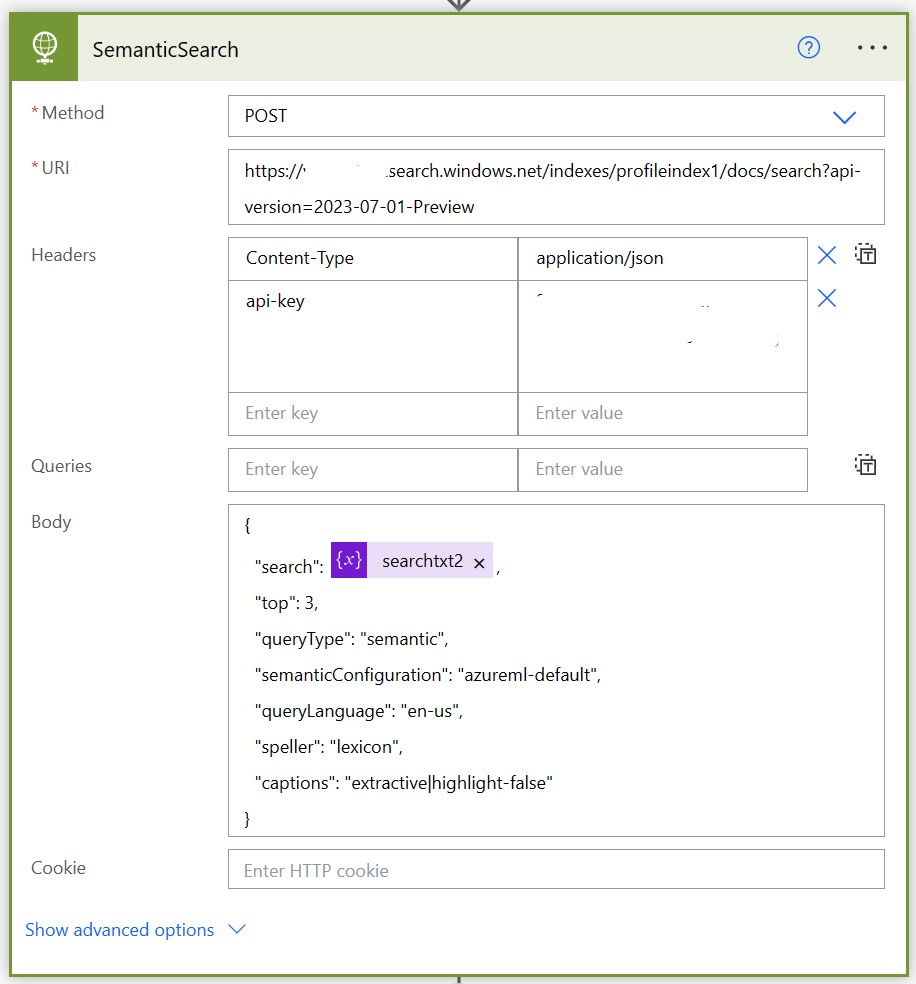 SemanticSearch
* Method
POST
* URI
https://
.search.windows.net/indexes/profileindex1/docs/search?api-
version=2023-07-01-Preview
Headers
Content-Type
application/json
api-key
Enter key
Enter value
Queries
Enter key
Enter value
Body
{
"search": {x} searchtxt2 × ,
"top": 3,
"queryType": "semantic",
"semanticConfiguration": "azureml-default",
"queryLanguage": "en-us",
"speller": "lexicon",
"captions": "extractive|highlight-false"
}
Cookie
Enter HTTP cookie
Show advanced options